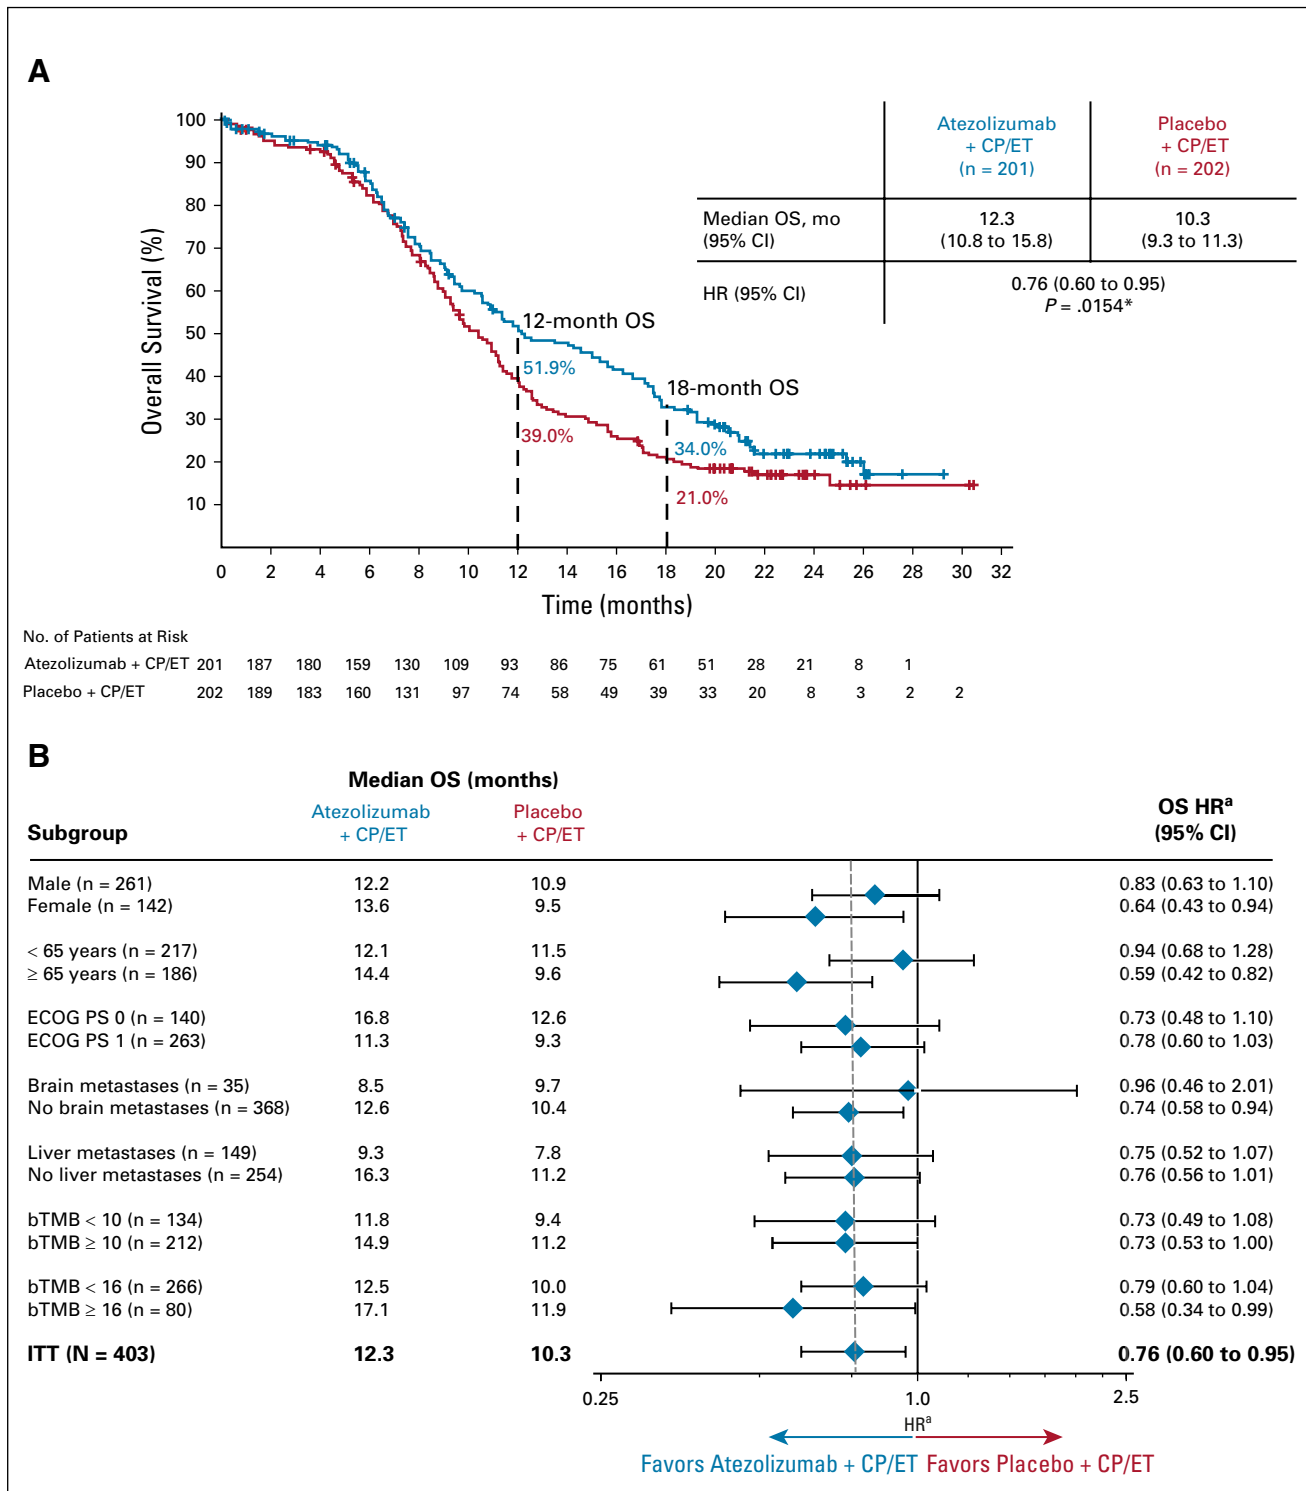 A
Atezolizumab + CP/ET (n = 201)
Placebo + CP/ET (n = 202)
Median OS, mo (95% CI)
12.3 (10.8 to 15.8)
10.3 (9.3 to 11.3)
HR (95% CI)
0.76 (0.60 to 0.95)
P = .0154*
Overall Survival (%)
100
90
80
70
60
50
40
30
20
10
12-month OS
51.9%
39.0%
18-month OS
34.0%
21.0%
0 2 4 6 8 10 12 14 16 18 20 22 24 26 28 30 32
Time (months)
No. of Patients at Risk
Atezolizumab + CP/ET 201 187 180 159 130 109 93 86 75 61 51 28 21 8 1
Placebo + CP/ET 202 189 183 160 131 97 74 58 49 39 33 20 8 3 2 2
B
Median OS (months)
Subgroup
Atezolizumab + CP/ET
Placebo + CP/ET
OS HRª (95% CI)
Male (n = 261) 12.2 10.9 0.83 (0.63 to 1.10)
Female (n = 142) 13.6 9.5 0.64 (0.43 to 0.94)
< 65 years (n = 217) 12.1 11.5 0.94 (0.68 to 1.28)
≥ 65 years (n = 186) 14.4 9.6 0.59 (0.42 to 0.82)
ECOG PS 0 (n = 140) 16.8 12.6 0.73 (0.48 to 1.10)
ECOG PS 1 (n = 263) 11.3 9.3 0.78 (0.60 to 1.03)
Brain metastases (n = 35) 8.5 9.7 0.96 (0.46 to 2.01)
No brain metastases (n = 368) 12.6 10.4 0.74 (0.58 to 0.94)
Liver metastases (n = 149) 9.3 7.8 0.75 (0.52 to 1.07)
No liver metastases (n = 254) 16.3 11.2 0.76 (0.56 to 1.01)
bTMB < 10 (n = 134) 11.8 9.4 0.73 (0.49 to 1.08)
bTMB ≥ 10 (n = 212) 14.9 11.2 0.73 (0.53 to 1.00)
bTMB < 16 (n = 266) 12.5 10.0 0.79 (0.60 to 1.04)
bTMB ≥ 16 (n = 80) 17.1 11.9 0.58 (0.34 to 0.99)
ITT (N = 403) 12.3 10.3 0.76 (0.60 to 0.95)
0.25 1.0 2.5
HRª
Favors Atezolizumab + CP/ET Favors Placebo + CP/ET